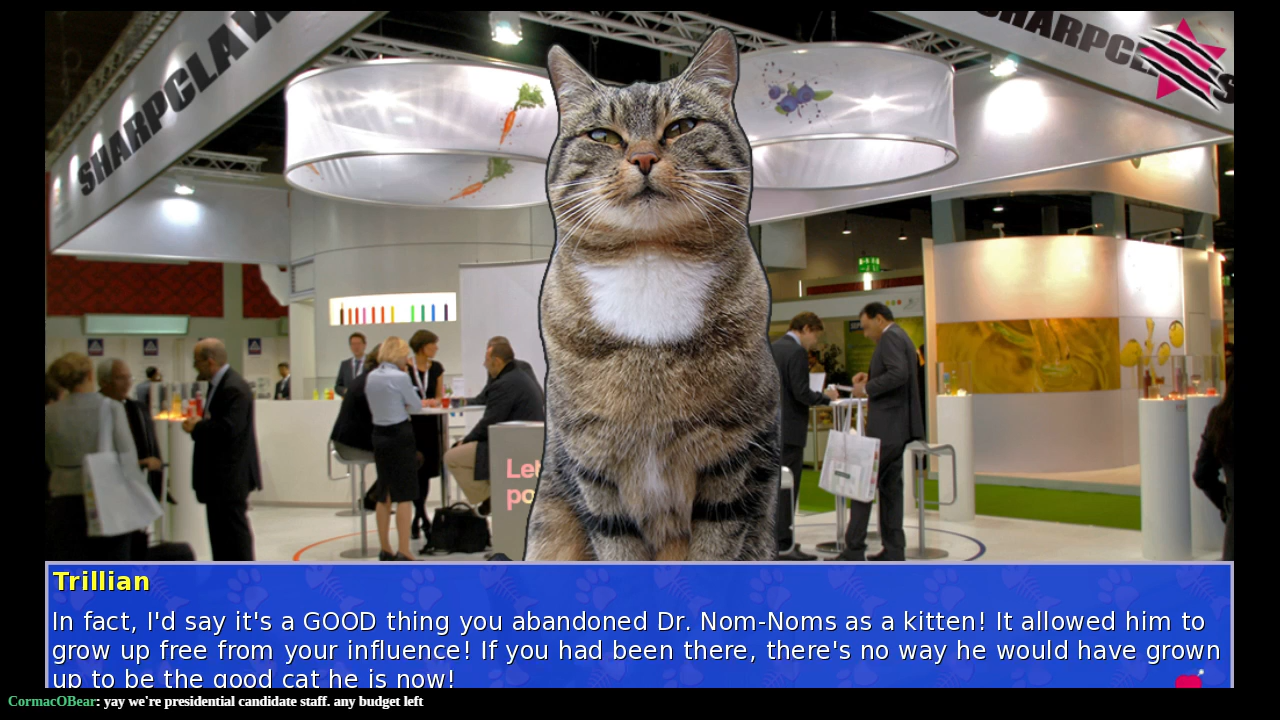 SHARPCLAW
SHARPCL
S
Let
po
Trillian
In fact, I'd say it's a GOOD thing you abandoned Dr. Nom-Noms as a kitten! It allowed him to
grow up free from your influence! If you had been there, there's no way he would have grown
up to be the good cat he is now!
CormacOBear: yay we're presidential candidate staff. any budget left